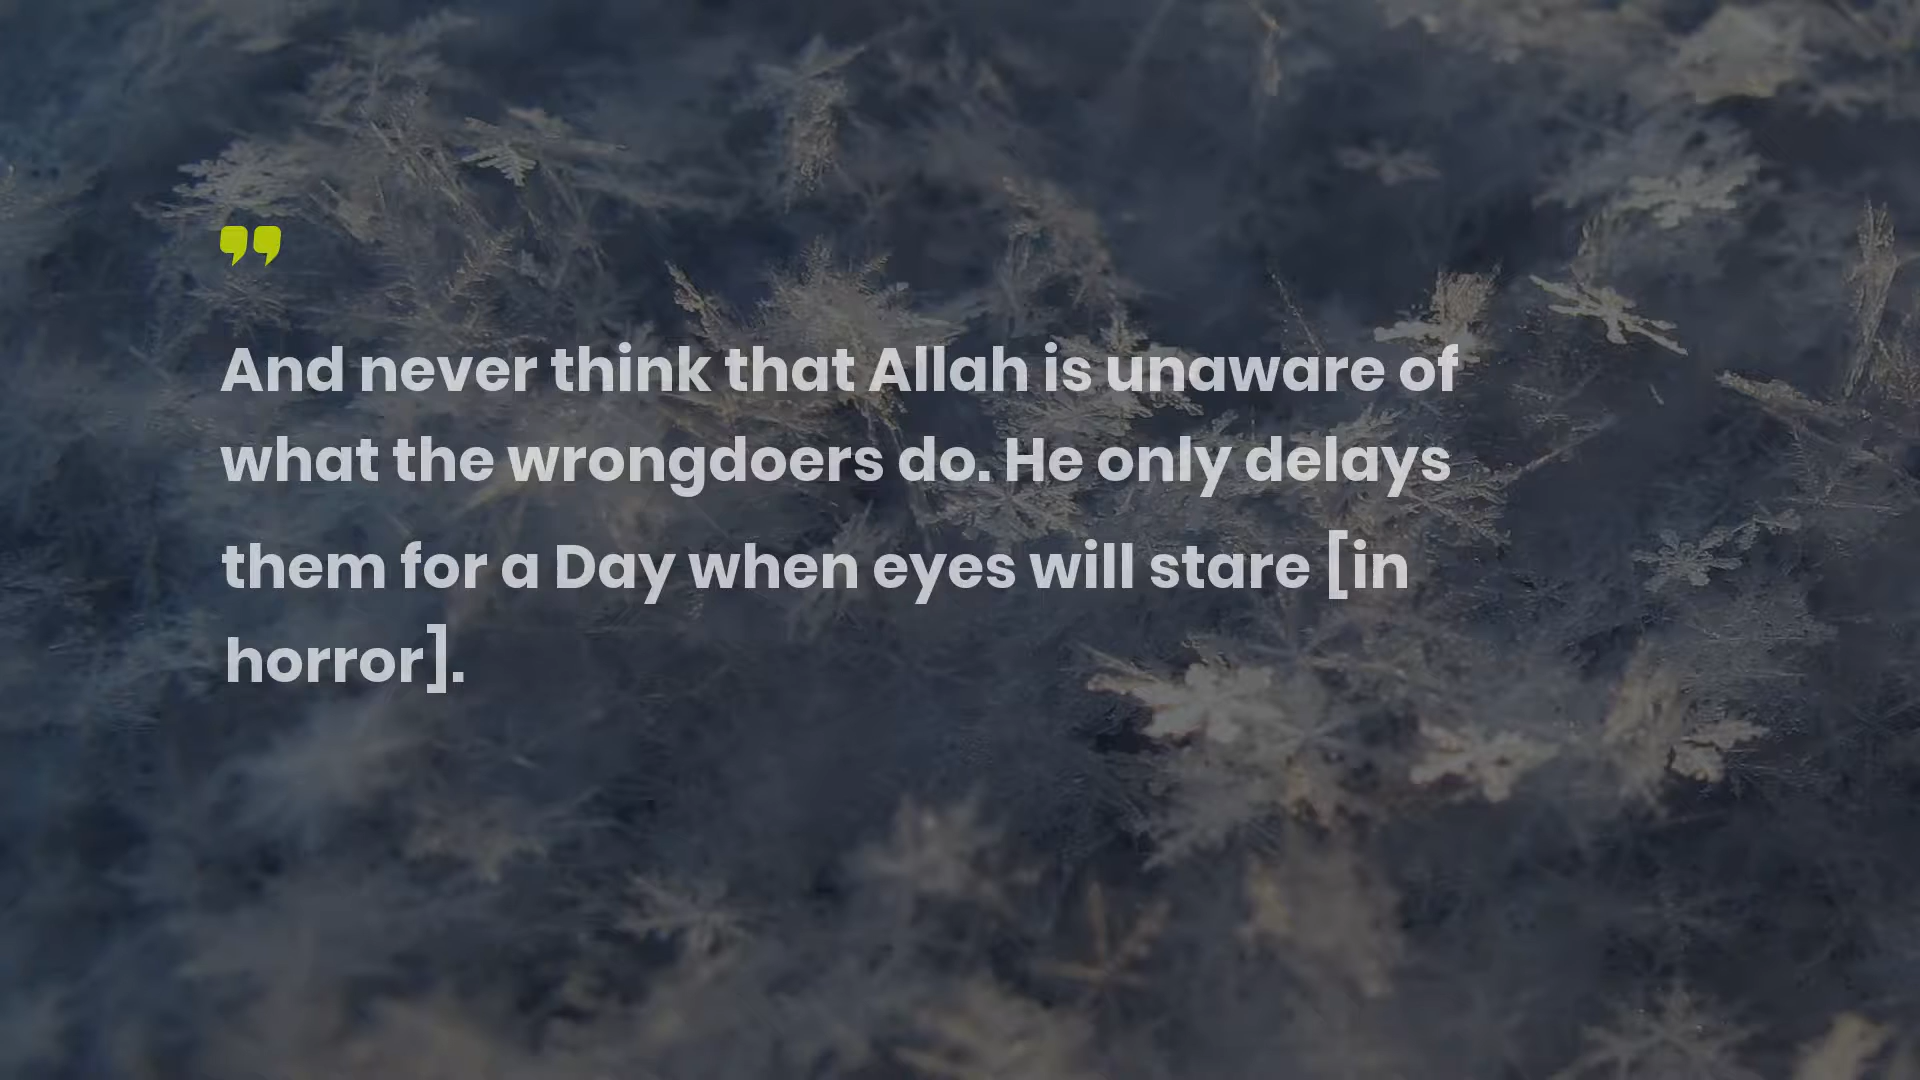 ”
And never think that Allah is unaware of
what the wrongdoers do. He only delays
them for a Day when eyes will stare [in
horror].